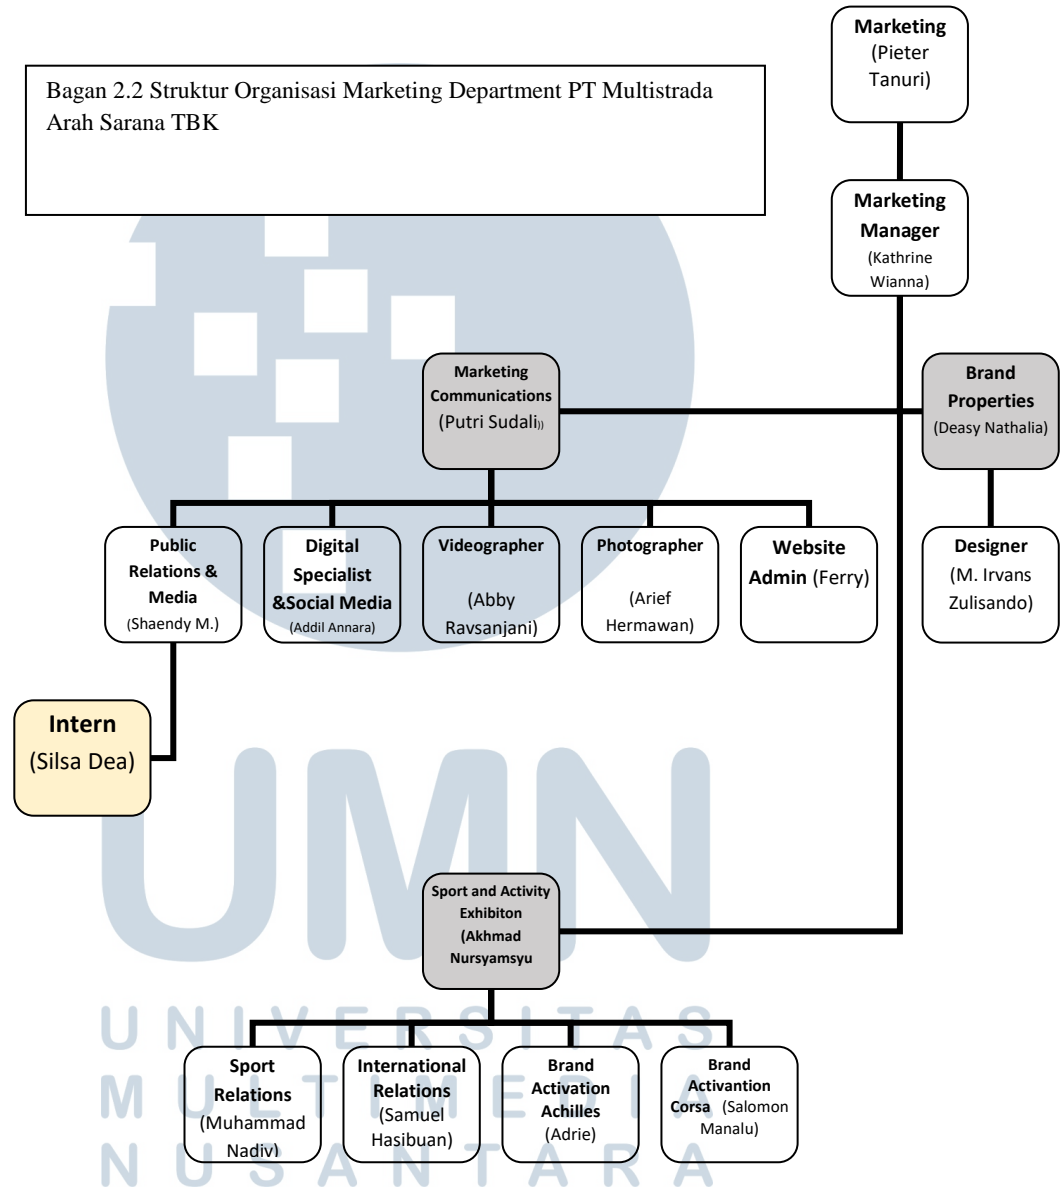 Marketing
(Pieter
Tanuri)
Bagan 2.2 Struktur Organisasi Marketing Department PT Multistrada
Arah Sarana TBK
Marketing
Manager
(Kathrine
Wianna)
Marketing
Communications
(Putri Sudali))
Brand
Properties
(Deasy Nathalia)
Public
Relations &
Media
(Shaendy M.)
Digital
Specialist
&Social Media
(Addil Annara)
Videographer
(Abby
Ravsanjani)
Photographer
(Arief
Hermawan)
Website
Admin (Ferry)
Designer
(M. Irvans
Zulisando)
Intern
(Silsa Dea)
UMN
Sport and Activity
Exhibiton
(Akhmad
Nursyamsyu
UNIVERSITAS
MULTIMEDIA
NUSANTARA
Sport
Relations
(Muhammad
Nadiv)
International
Relations
(Samuel
Hasibuan)
Brand
Activation
Achilles
(Adrie)
Brand
Activantion
Corsa (Salomon
Manalu)